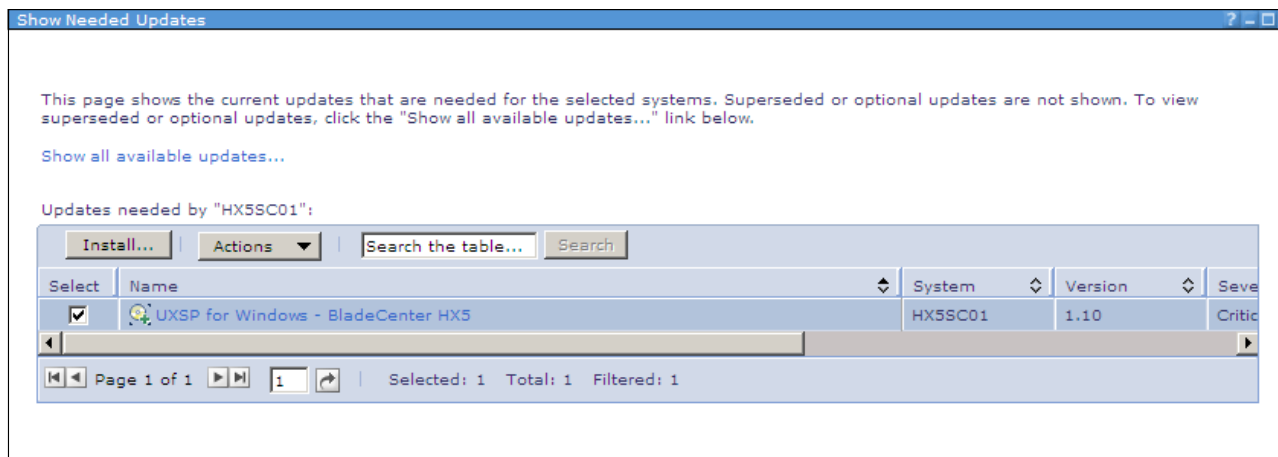 Show Needed Updates
? - □
This page shows the current updates that are needed for the selected systems. Superseded or optional updates are not shown. To view
superseded or optional updates, click the "Show all available updates..." link below.
Show all available updates...
Updates needed by "HX5SC01":
Install... Actions Search the table... Search
Select Name System Version Seve
UXSP for Windows - BladeCenter HX5 HX5SC01 1.10 Critic
Page 1 of 1 1 Selected: 1 Total: 1 Filtered: 1